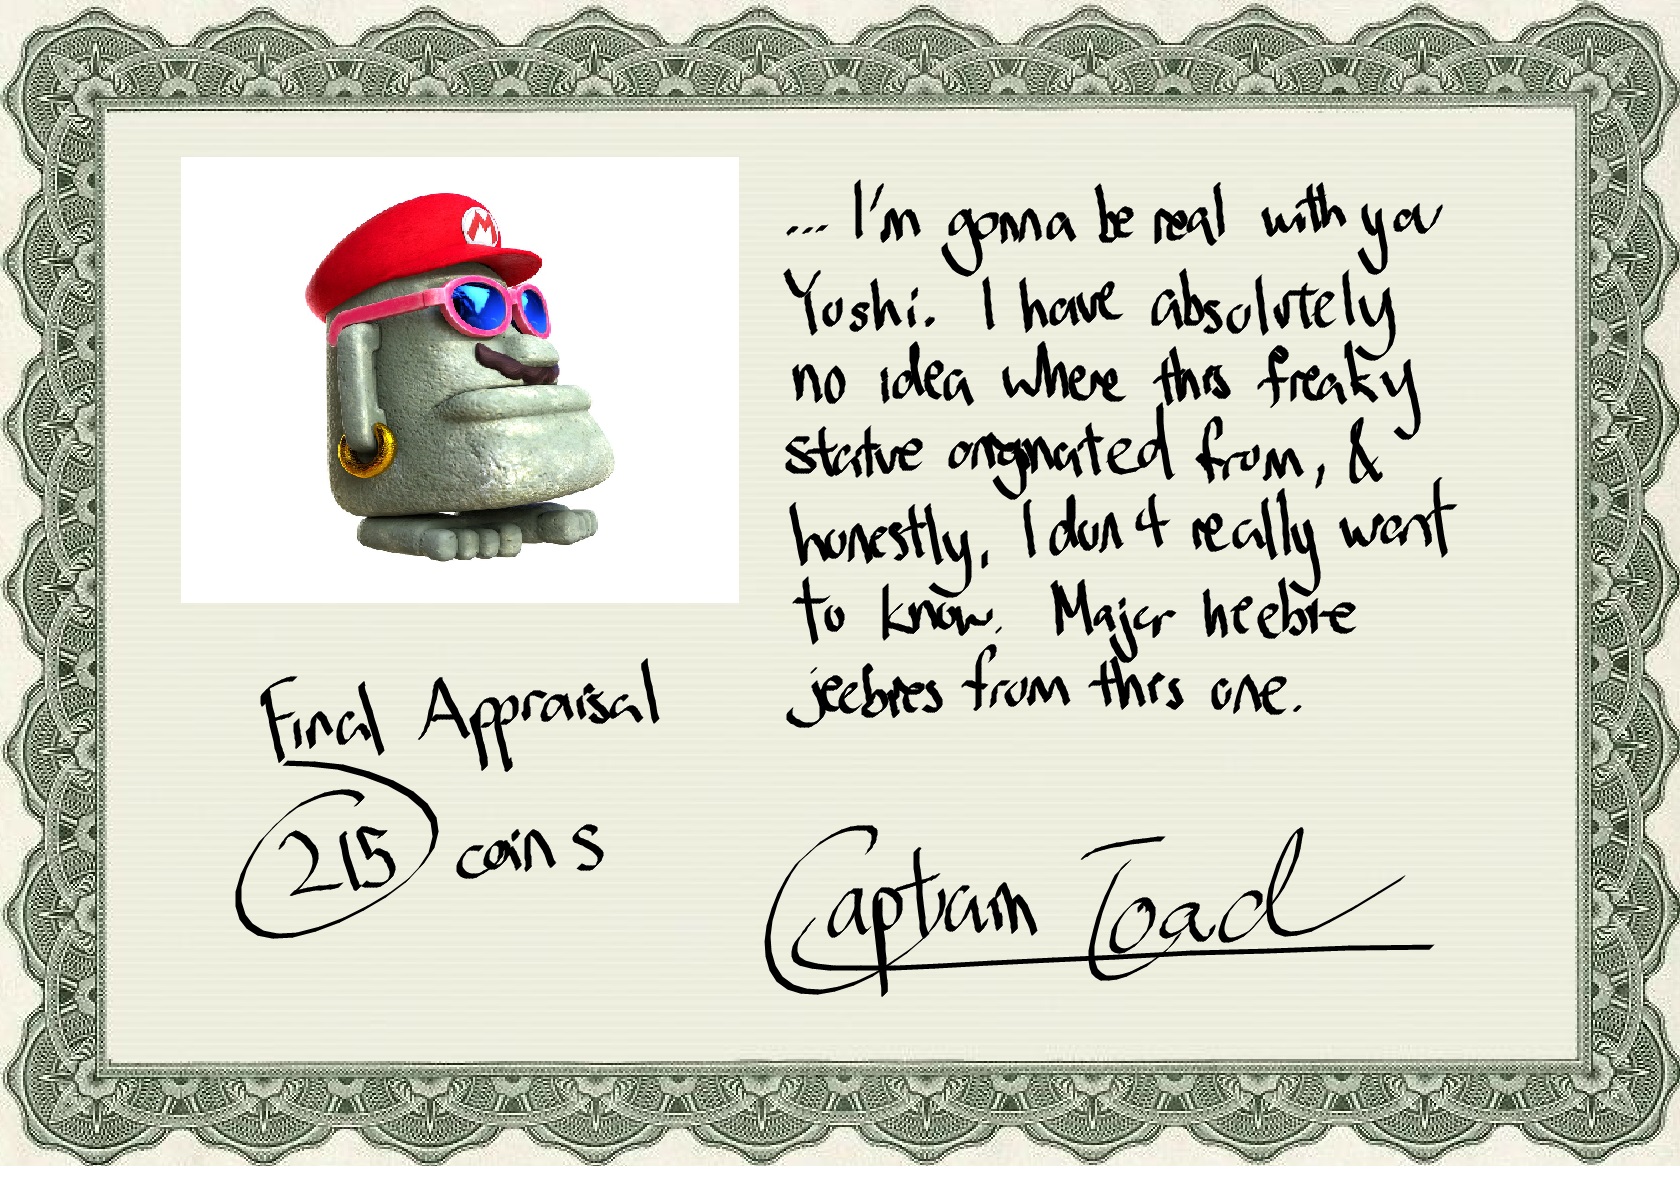 M
... I'm gonna be real with you
Yoshi. I have absolutely
no idea where this freaky
statue originated from, &
honestly, I don't really want
to know. Major heebie
jeebies from this one.
Final Appraisal
215 coins
Captain Toad